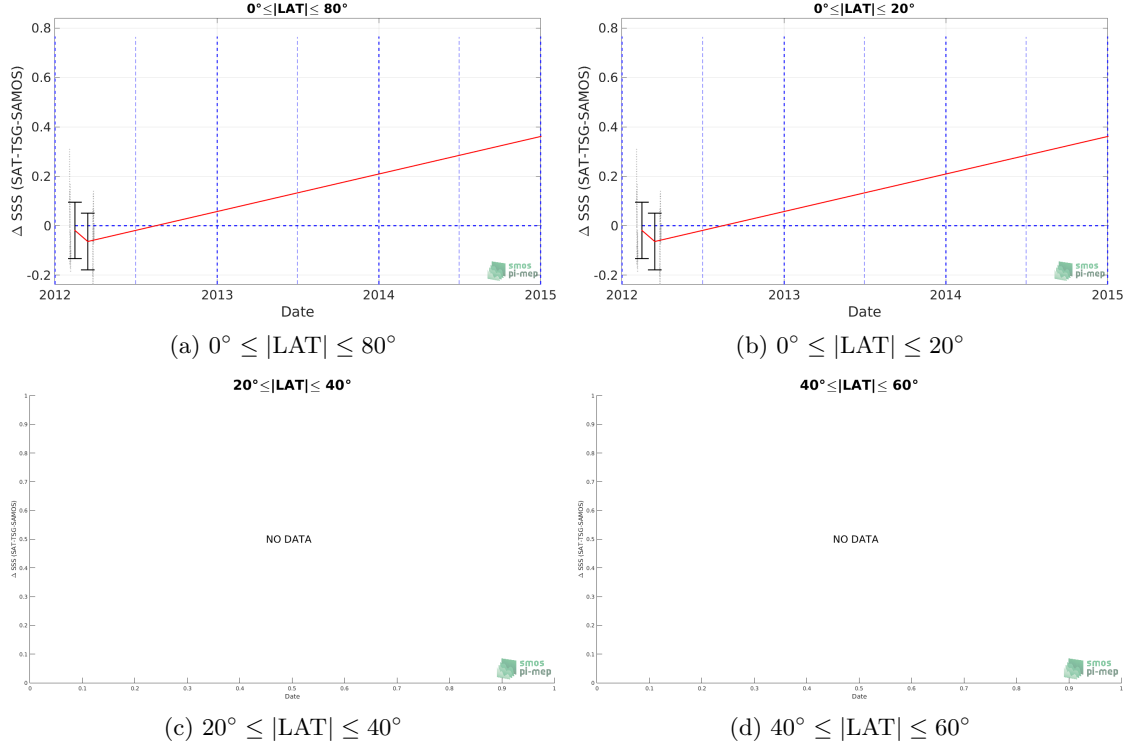 0°≤|LAT|≤ 80°
Δ SSS (SAT-TSG-SAMOS)
0.8
0.6
0.4
0.2
0
-0.2
2012 2013 2014 2015
Date
smos
pi-mep
(a) 0° ≤ |LAT| ≤ 80°
0°≤|LAT|≤ 20°
Δ SSS (SAT-TSG-SAMOS)
0.8
0.6
0.4
0.2
0
-0.2
2012 2013 2014 2015
Date
smos
pi-mep
(b) 0° ≤ |LAT| ≤ 20°
20°≤|LAT|≤ 40°
Δ SSS (SAT-TSG-SAMOS)
1
0.9
0.8
0.7
0.6
0.5
0.4
0.3
0.2
0.1
0
NO DATA
0 0.1 0.2 0.3 0.4 0.5 0.6 0.7 0.8 0.9 1
Date
smos
pi-mep
(c) 20° ≤ |LAT| ≤ 40°
40°≤|LAT|≤ 60°
Δ SSS (SAT-TSG-SAMOS)
1
0.9
0.8
0.7
0.6
0.5
0.4
0.3
0.2
0.1
0
NO DATA
0 0.1 0.2 0.3 0.4 0.5 0.6 0.7 0.8 0.9 1
Date
smos
pi-mep
(d) 40° ≤ |LAT| ≤ 60°